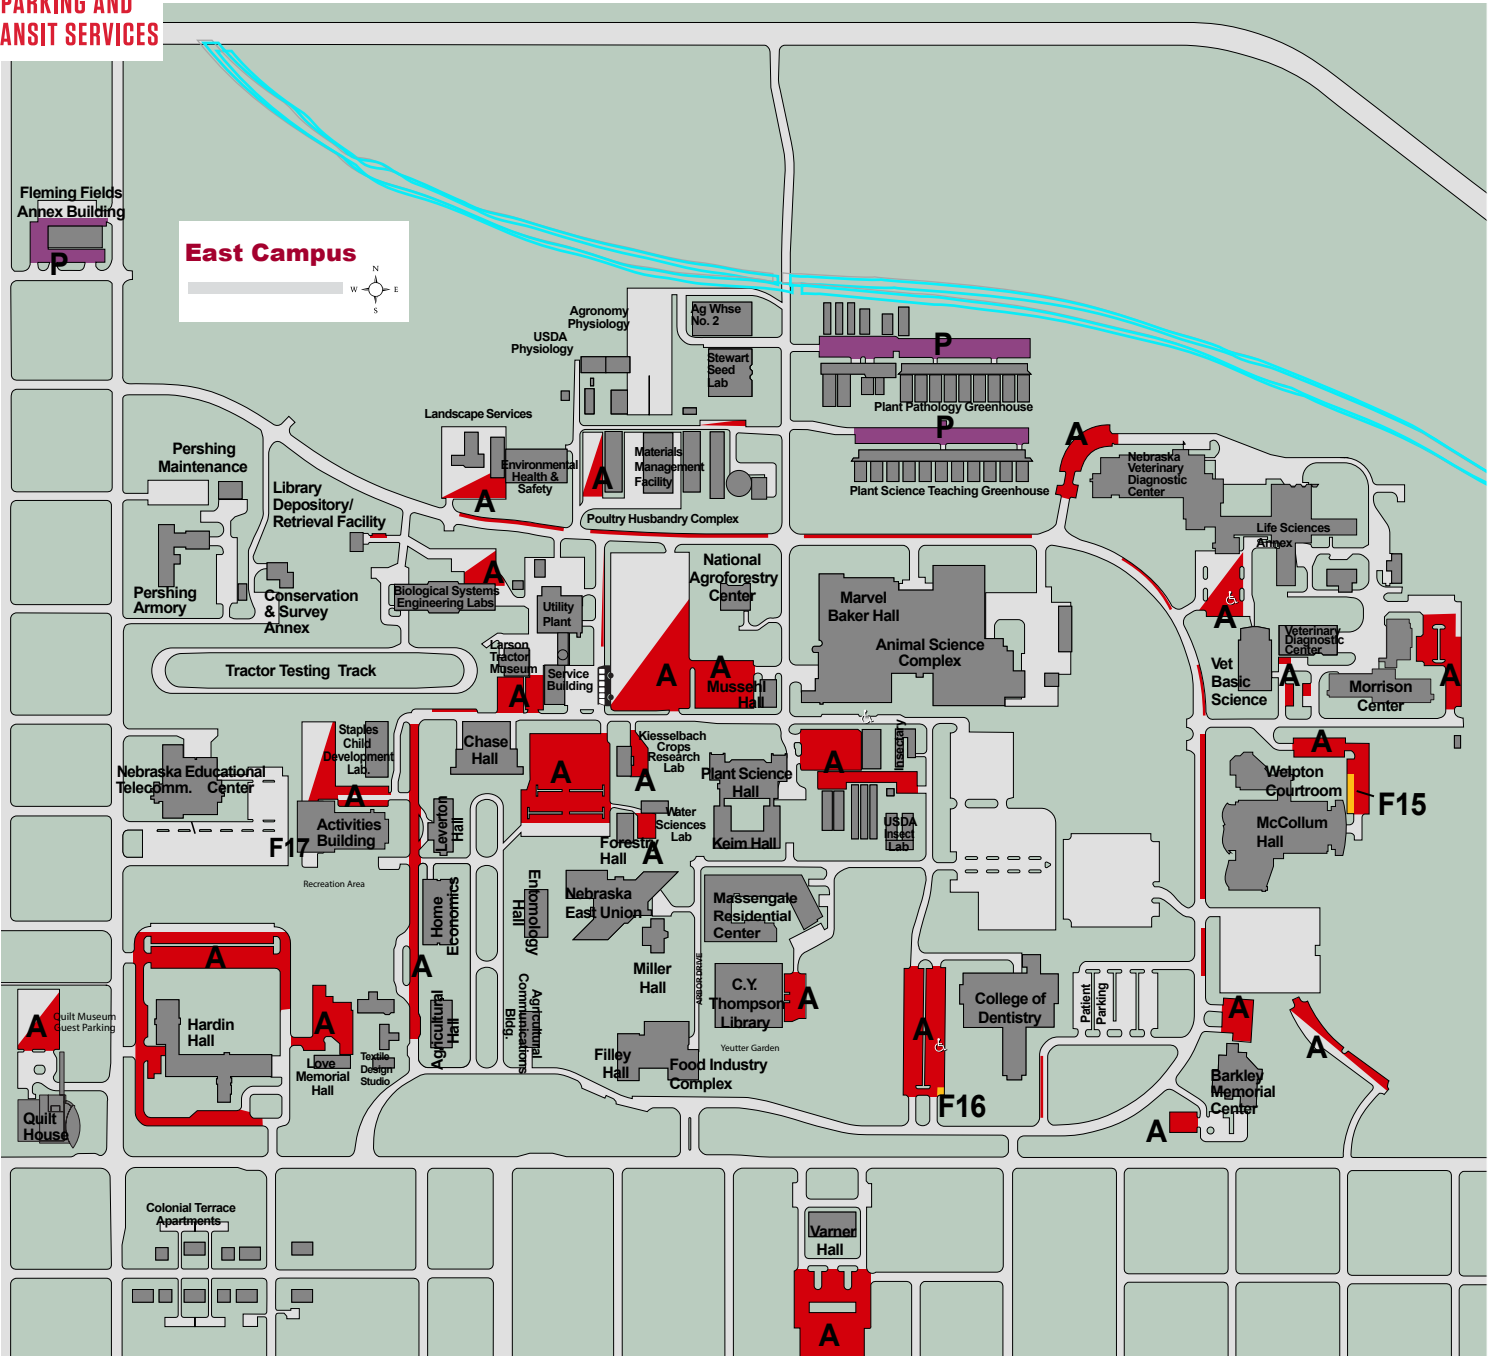 PARKING AND
ANSIT SERVICES
Fleming Fields
Annex Building
P
East Campus
N
W
E
S
Agronomy
Physiology
USDA
Physiology
Ag Whse
No. 2
Stewart
Seed
Lab
P
Plant Pathology Greenhouse
P
Plant Science Teaching Greenhouse
Landscape Services
Environmental
Health &
Safety
A
A
Materials
Management
Facility
Poultry Husbandry Complex
A
Nebraska
Veterinary
Diagnostic
Center
Life Sciences
Annex
Pershing
Maintenance
Library
Depository/
Retrieval Facility
Pershing
Armory
Conservation
& Survey
Annex
A
Biological Systems
Engineering Labs
Utility
Plant
National
Agroforestry
Center
Marvel
Baker Hall
Animal Science
Complex
A
Veterinary
Diagnostic
Center
Vet
Basic
Science
A
Morrison
Center
A
Tractor Testing Track
Larson
Tractor
Museum
A
Service
Building
A
A
Mussehl
Hall
Staples
Child
Development
Lab.
A
Chase
Hall
A
Kiesselbach
Crops
Research
Lab
A
Plant Science
Hall
A
Insectary
A
Welpton
Courtroom
F15
McCollum
Hall
Nebraska Educational
Telecomm. Center
F17
Activities
Building
Leverton
Hall
Water
Sciences
Lab
Forestry
Hall
A
Keim Hall
USDA
Insect
Lab
Recreation Area
Home
Economics
Entomology
Hall
Nebraska
East Union
Massengale
Residential
Center
A
A
Miller
Hall
ARBOR DRIVE
C.Y.
Thompson
Library
A
A
College of
Dentistry
Patient
Parking
A
A
A
Quilt Museum
Guest Parking
Hardin
Hall
A
Love
Memorial
Hall
Textile
Design
Studio
Agricultural
Hall
Agricultural
Communications
Bldg.
Filley
Hall
Food Industry
Complex
Yeutter Garden
F16
Barkley
Memorial
Center
A
Quilt
House
Colonial Terrace
Apartments
Varner
Hall
A